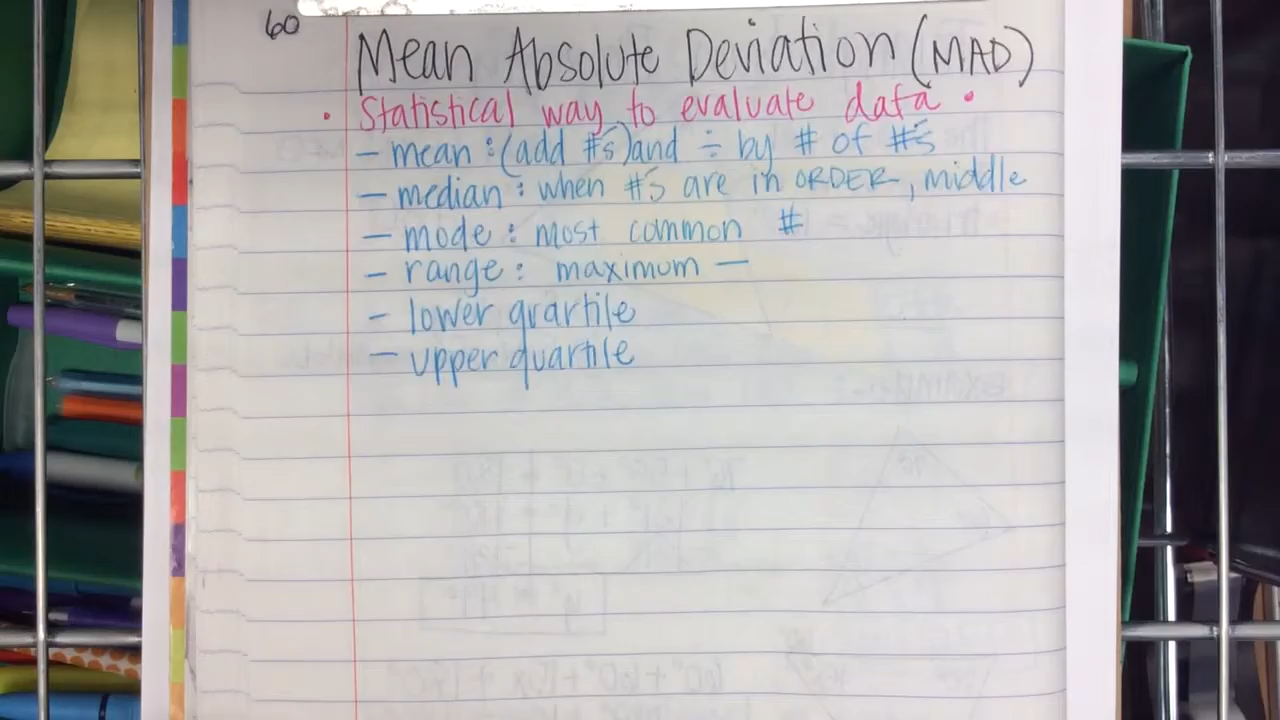 60
Mean Absolute Deviation (MAD)
• Statistical way to evaluate data •
– mean : (add #'s) and ÷ by # of #'s
– median : when #'s are in ORDER, middle
– mode : most common #
– range : maximum –
– lower quartile
– upper quartile